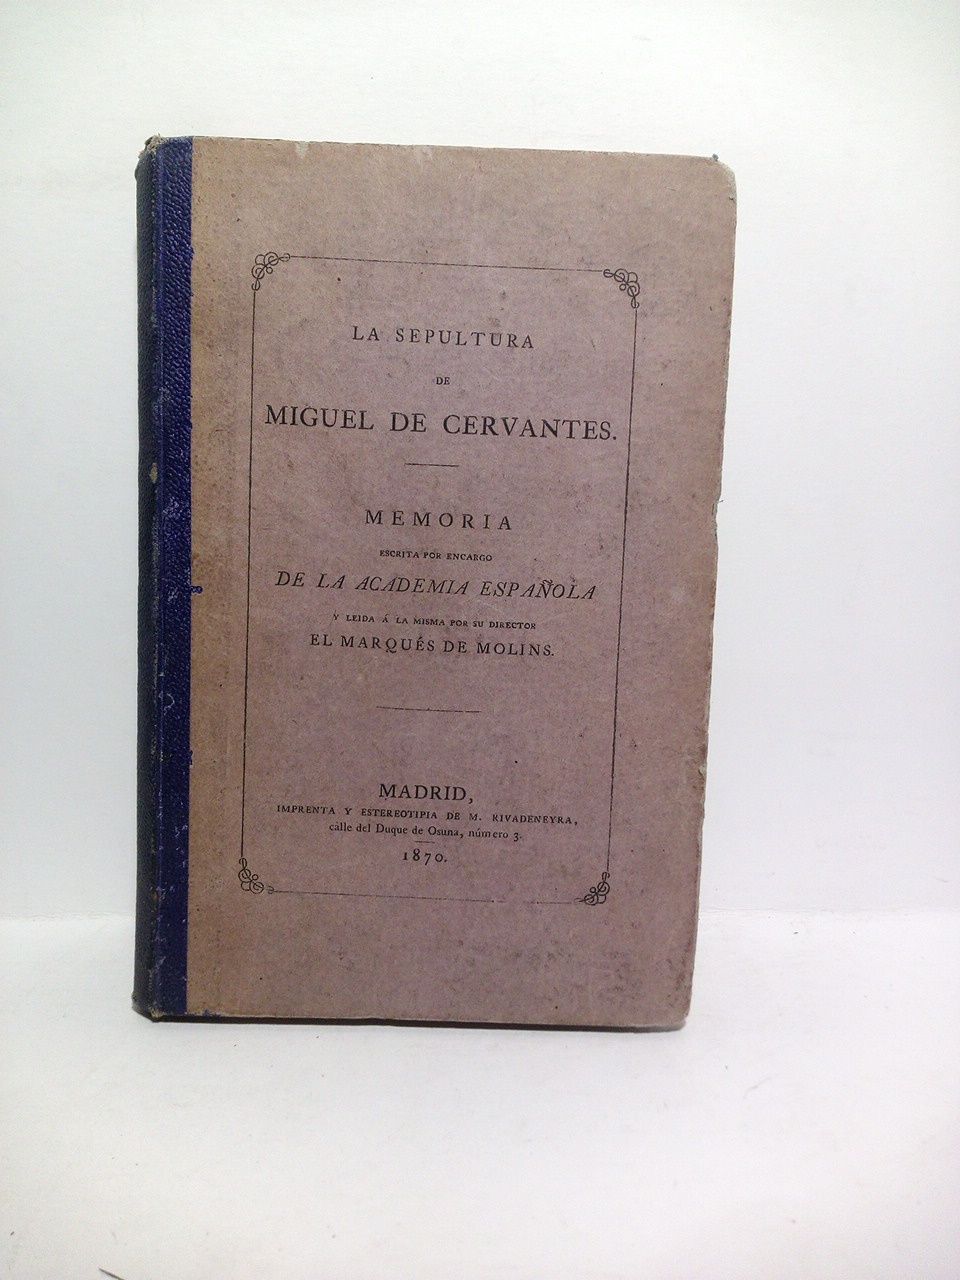 LA SEPULTURA
DE
MIGUEL DE CERVANTES.
MEMORIA
ESCRITA POR ENCARGO
DE LA ACADEMIA ESPAÑOLA
Y LEIDA Á LA MISMA POR SU DIRECTOR
EL MARQUÉS DE MOLINS.
MADRID,
IMPRENTA Y ESTEREOTIPIA DE M. RIVADENEYRA,
calle del Duque de Osuna, número 3.
1870.